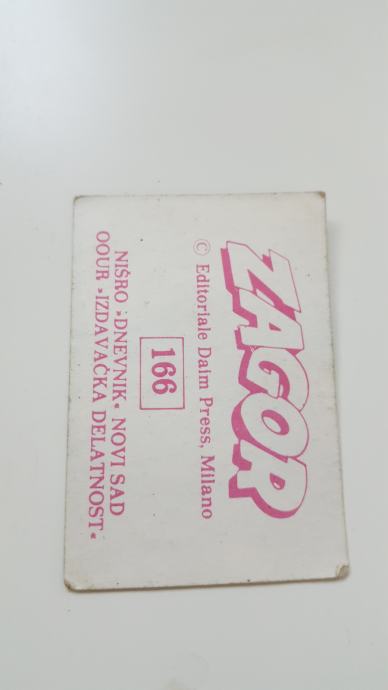 ZAGOR
© Editoriale Daim Press, Milano
166
NIŠRO »DNEVNIK« NOVI SAD
OOUR »IZDAVAČKA DELATNOST«